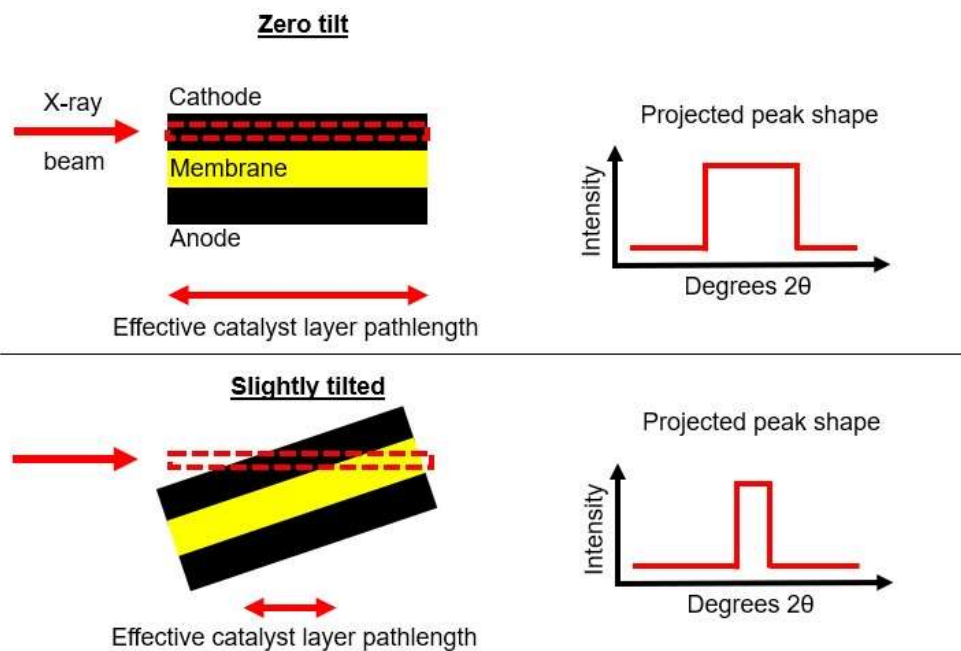 Zero tilt
X-ray
beam
Cathode
Membrane
Anode
Effective catalyst layer pathlength
Projected peak shape
Intensity
Degrees 2θ
Slightly tilted
Effective catalyst layer pathlength
Projected peak shape
Intensity
Degrees 2θ